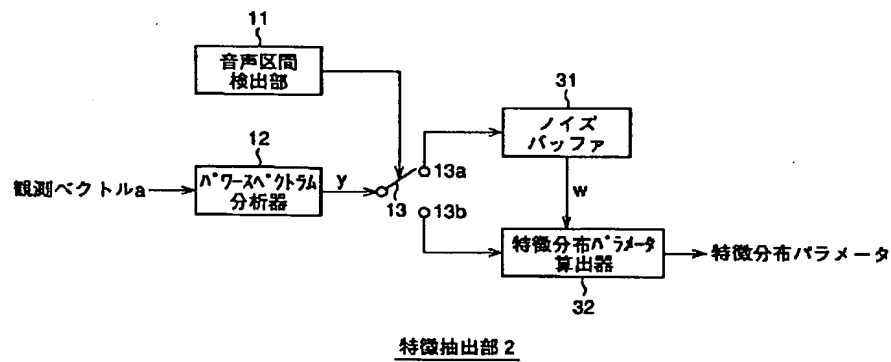 11
音声区間
検出部
31
ノイズ
バッファ
12
パワースペクトラム
分析器
観測ベクトルa
y
13
13a
13b
w
特徴分布パラメータ
算出器
32
特徴分布パラメータ
特徴抽出部2